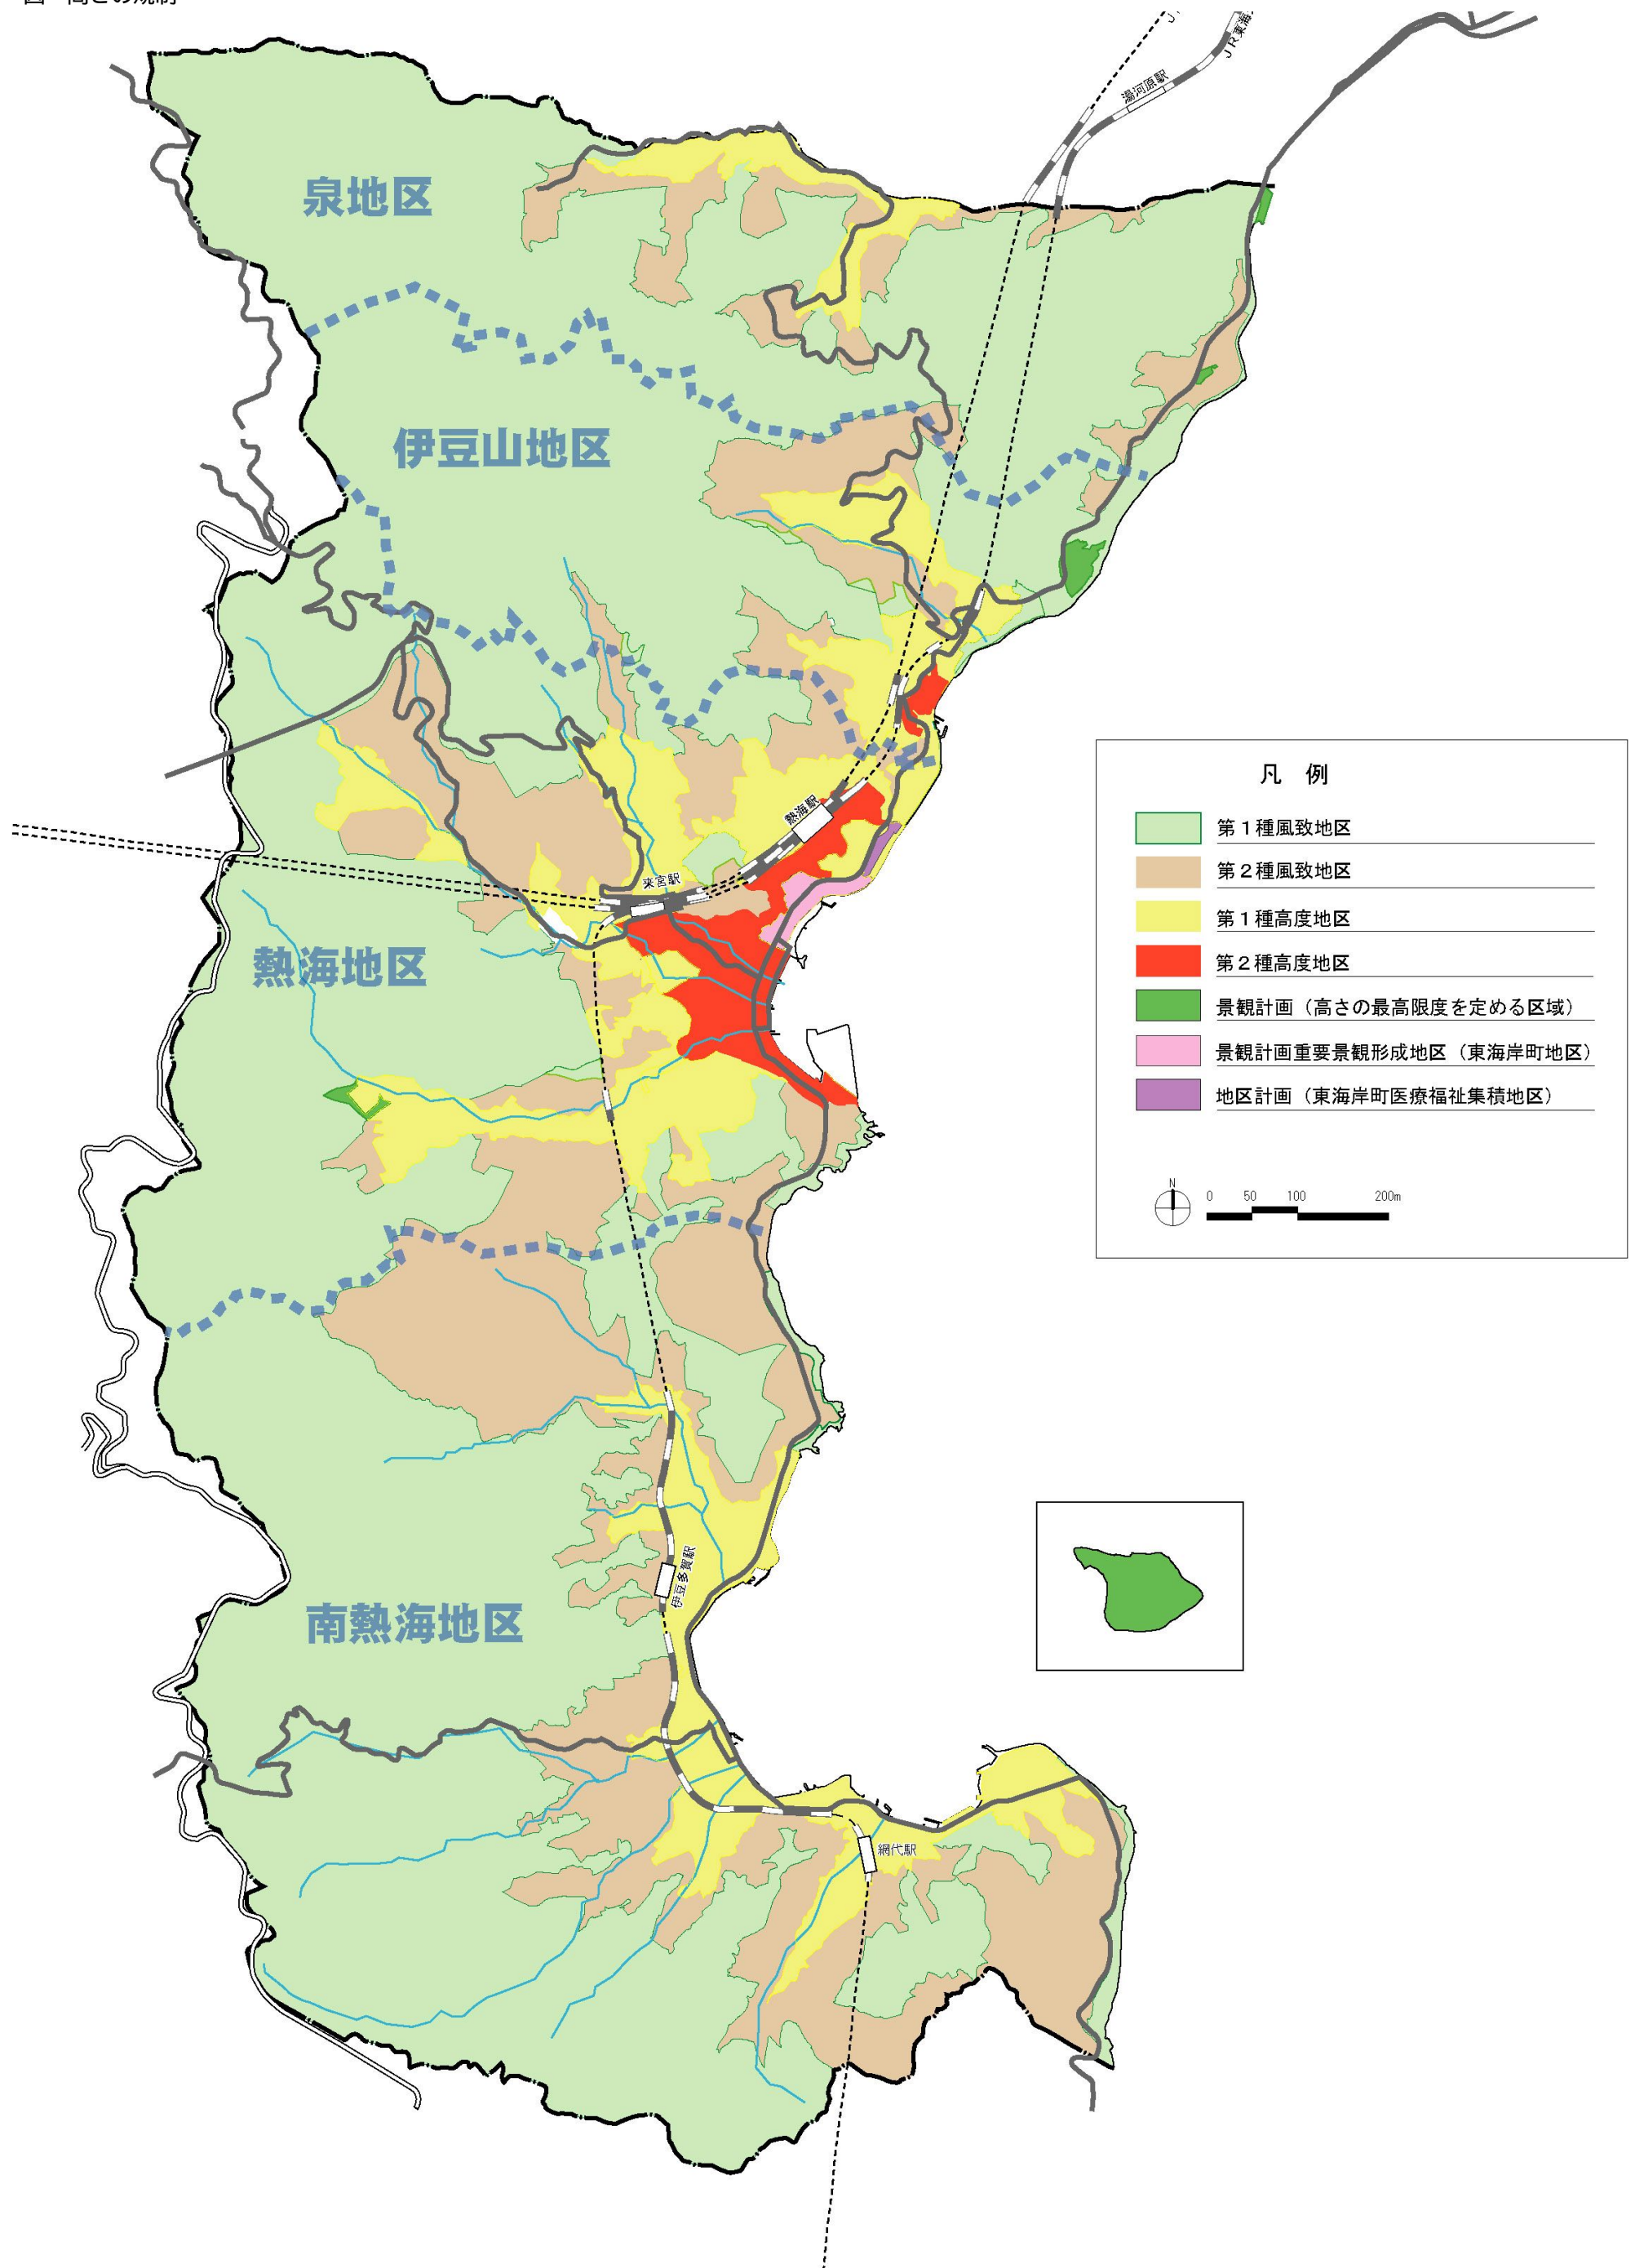 湯河原駅
泉地区
伊豆山地区
熱海駅
来宮駅
熱海地区
凡 例
第1種風致地区
第2種風致地区
第1種高度地区
第2種高度地区
景観計画(高さの最高限度を定める区域)
景観計画重要景観形成地区(東海岸町地区)
地区計画(東海岸町医療福祉集積地区)
N
0 50 100 200m
伊豆多賀駅
南熱海地区
網代駅